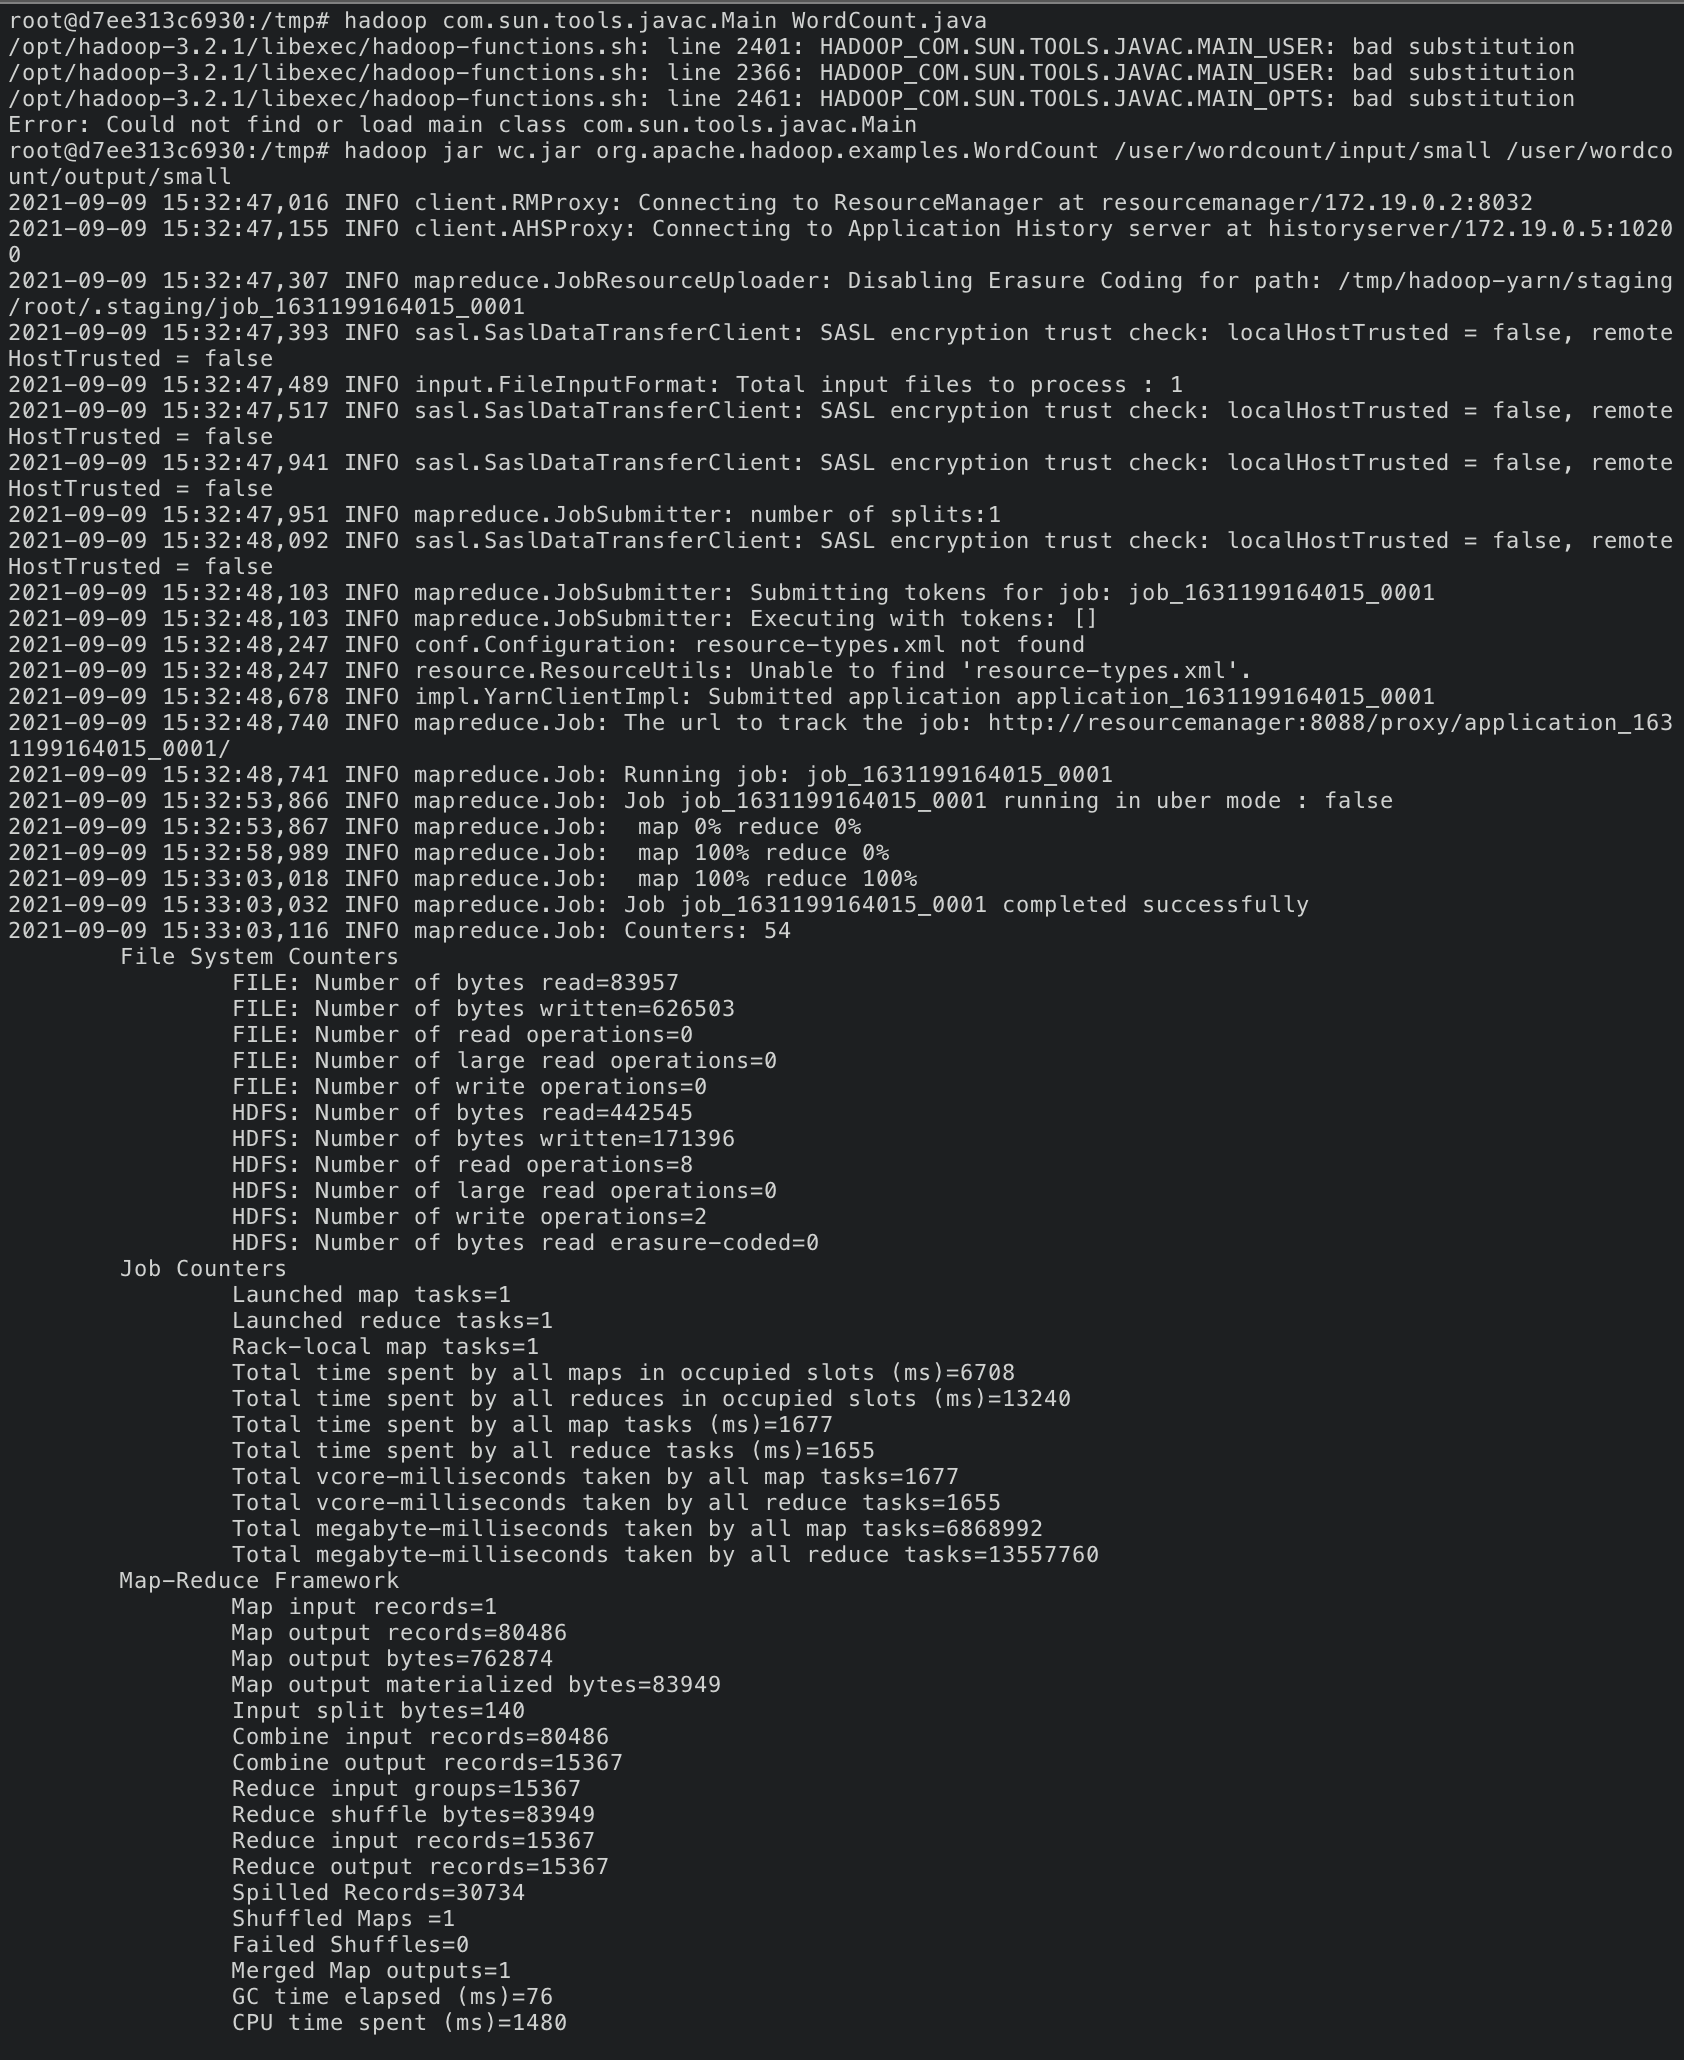 root@d7ee313c6930:/tmp# hadoop com.sun.tools.javac.Main WordCount.java
/opt/hadoop-3.2.1/libexec/hadoop-functions.sh: line 2401: HADOOP_COM.SUN.TOOLS.JAVAC.MAIN_USER: bad substitution
/opt/hadoop-3.2.1/libexec/hadoop-functions.sh: line 2366: HADOOP_COM.SUN.TOOLS.JAVAC.MAIN_USER: bad substitution
/opt/hadoop-3.2.1/libexec/hadoop-functions.sh: line 2461: HADOOP_COM.SUN.TOOLS.JAVAC.MAIN_OPTS: bad substitution
Error: Could not find or load main class com.sun.tools.javac.Main
root@d7ee313c6930:/tmp# hadoop jar wc.jar org.apache.hadoop.examples.WordCount /user/wordcount/input/small /user/wordco
unt/output/small
2021-09-09 15:32:47,016 INFO client.RMProxy: Connecting to ResourceManager at resourcemanager/172.19.0.2:8032
2021-09-09 15:32:47,155 INFO client.AHSProxy: Connecting to Application History server at historyserver/172.19.0.5:1020
0
2021-09-09 15:32:47,307 INFO mapreduce.JobResourceUploader: Disabling Erasure Coding for path: /tmp/hadoop-yarn/staging
/root/.staging/job_1631199164015_0001
2021-09-09 15:32:47,393 INFO sasl.SaslDataTransferClient: SASL encryption trust check: localHostTrusted = false, remote
HostTrusted = false
2021-09-09 15:32:47,489 INFO input.FileInputFormat: Total input files to process : 1
2021-09-09 15:32:47,517 INFO sasl.SaslDataTransferClient: SASL encryption trust check: localHostTrusted = false, remote
HostTrusted = false
2021-09-09 15:32:47,941 INFO sasl.SaslDataTransferClient: SASL encryption trust check: localHostTrusted = false, remote
HostTrusted = false
2021-09-09 15:32:47,951 INFO mapreduce.JobSubmitter: number of splits:1
2021-09-09 15:32:48,092 INFO sasl.SaslDataTransferClient: SASL encryption trust check: localHostTrusted = false, remote
HostTrusted = false
2021-09-09 15:32:48,103 INFO mapreduce.JobSubmitter: Submitting tokens for job: job_1631199164015_0001
2021-09-09 15:32:48,103 INFO mapreduce.JobSubmitter: Executing with tokens: []
2021-09-09 15:32:48,247 INFO conf.Configuration: resource-types.xml not found
2021-09-09 15:32:48,247 INFO resource.ResourceUtils: Unable to find 'resource-types.xml'.
2021-09-09 15:32:48,678 INFO impl.YarnClientImpl: Submitted application application_1631199164015_0001
2021-09-09 15:32:48,740 INFO mapreduce.Job: The url to track the job: http://resourcemanager:8088/proxy/application_163
1199164015_0001/
2021-09-09 15:32:48,741 INFO mapreduce.Job: Running job: job_1631199164015_0001
2021-09-09 15:32:53,866 INFO mapreduce.Job: Job job_1631199164015_0001 running in uber mode : false
2021-09-09 15:32:53,867 INFO mapreduce.Job:  map 0% reduce 0%
2021-09-09 15:32:58,989 INFO mapreduce.Job:  map 100% reduce 0%
2021-09-09 15:33:03,018 INFO mapreduce.Job:  map 100% reduce 100%
2021-09-09 15:33:03,032 INFO mapreduce.Job: Job job_1631199164015_0001 completed successfully
2021-09-09 15:33:03,116 INFO mapreduce.Job: Counters: 54
File System Counters
FILE: Number of bytes read=83957
FILE: Number of bytes written=626503
FILE: Number of read operations=0
FILE: Number of large read operations=0
FILE: Number of write operations=0
HDFS: Number of bytes read=442545
HDFS: Number of bytes written=171396
HDFS: Number of read operations=8
HDFS: Number of large read operations=0
HDFS: Number of write operations=2
HDFS: Number of bytes read erasure-coded=0
Job Counters
Launched map tasks=1
Launched reduce tasks=1
Rack-local map tasks=1
Total time spent by all maps in occupied slots (ms)=6708
Total time spent by all reduces in occupied slots (ms)=13240
Total time spent by all map tasks (ms)=1677
Total time spent by all reduce tasks (ms)=1655
Total vcore-milliseconds taken by all map tasks=1677
Total vcore-milliseconds taken by all reduce tasks=1655
Total megabyte-milliseconds taken by all map tasks=6868992
Total megabyte-milliseconds taken by all reduce tasks=13557760
Map-Reduce Framework
Map input records=1
Map output records=80486
Map output bytes=762874
Map output materialized bytes=83949
Input split bytes=140
Combine input records=80486
Combine output records=15367
Reduce input groups=15367
Reduce shuffle bytes=83949
Reduce input records=15367
Reduce output records=15367
Spilled Records=30734
Shuffled Maps =1
Failed Shuffles=0
Merged Map outputs=1
GC time elapsed (ms)=76
CPU time spent (ms)=1480